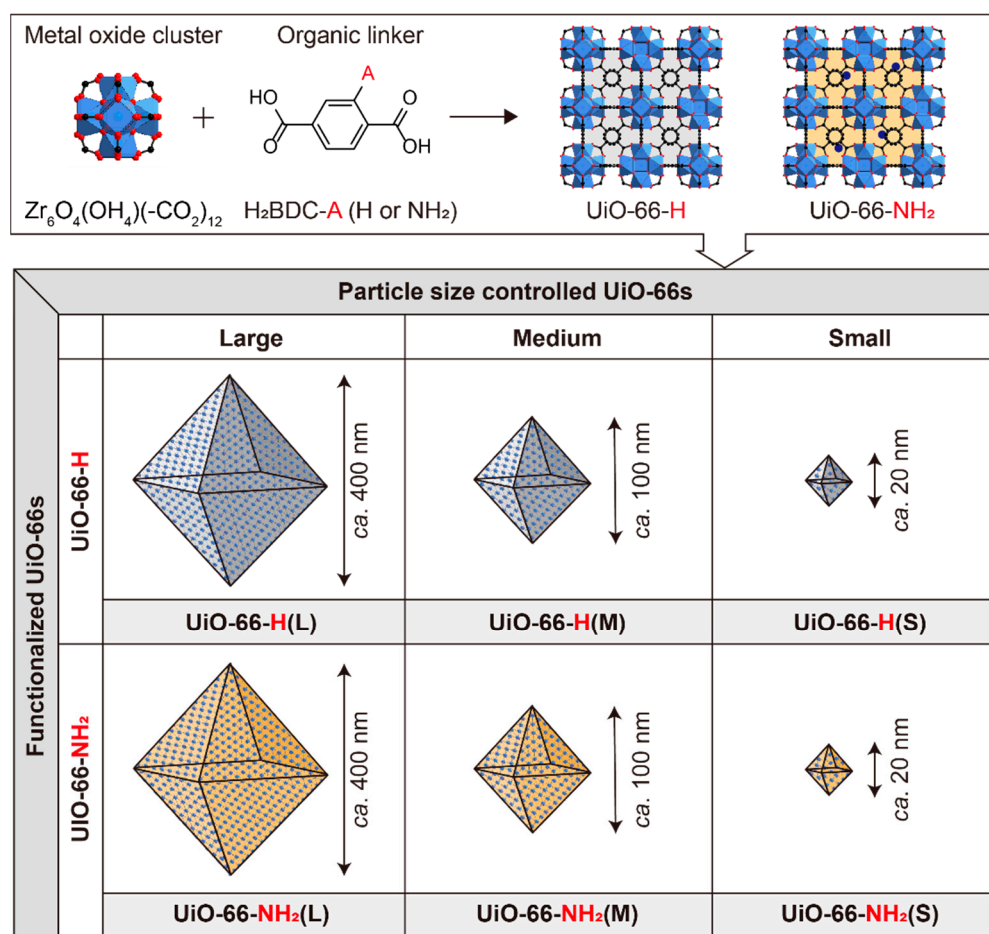 Metal oxide cluster
Organic linker
A
HO
O
O
OH
+
Zr₆O₄(OH₄)(-CO₂)₁₂
H₂BDC-A (H or NH₂)
UiO-66-H
UiO-66-NH₂
Particle size controlled UiO-66s
Large
Medium
Small
Functionalized UiO-66s
UiO-66-H
ca. 400 nm
ca. 100 nm
ca. 20 nm
UiO-66-H(L)
UiO-66-H(M)
UiO-66-H(S)
UIO-66-NH₂
ca. 400 nm
ca. 100 nm
ca. 20 nm
UiO-66-NH₂(L)
UiO-66-NH₂(M)
UiO-66-NH₂(S)